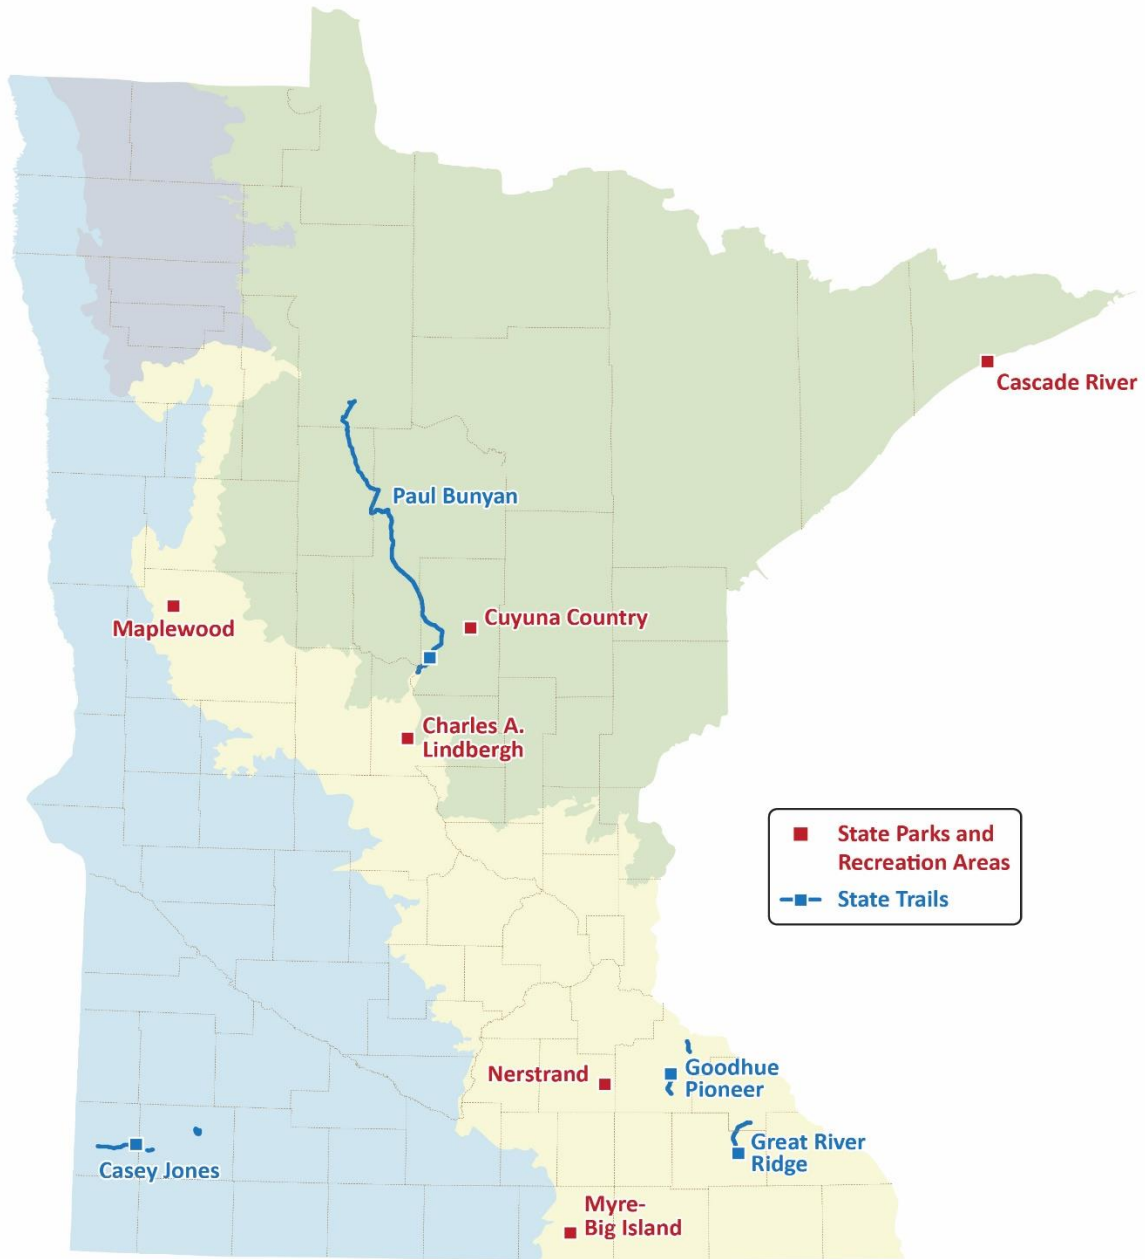 Cascade River
Paul Bunyan
Cuyuna Country
Maplewood
Charles A.
Lindbergh
State Parks and
Recreation Areas
State Trails
Nerstrand
Goodhue
Pioneer
Great River
Ridge
Casey Jones
Myre-
Big Island